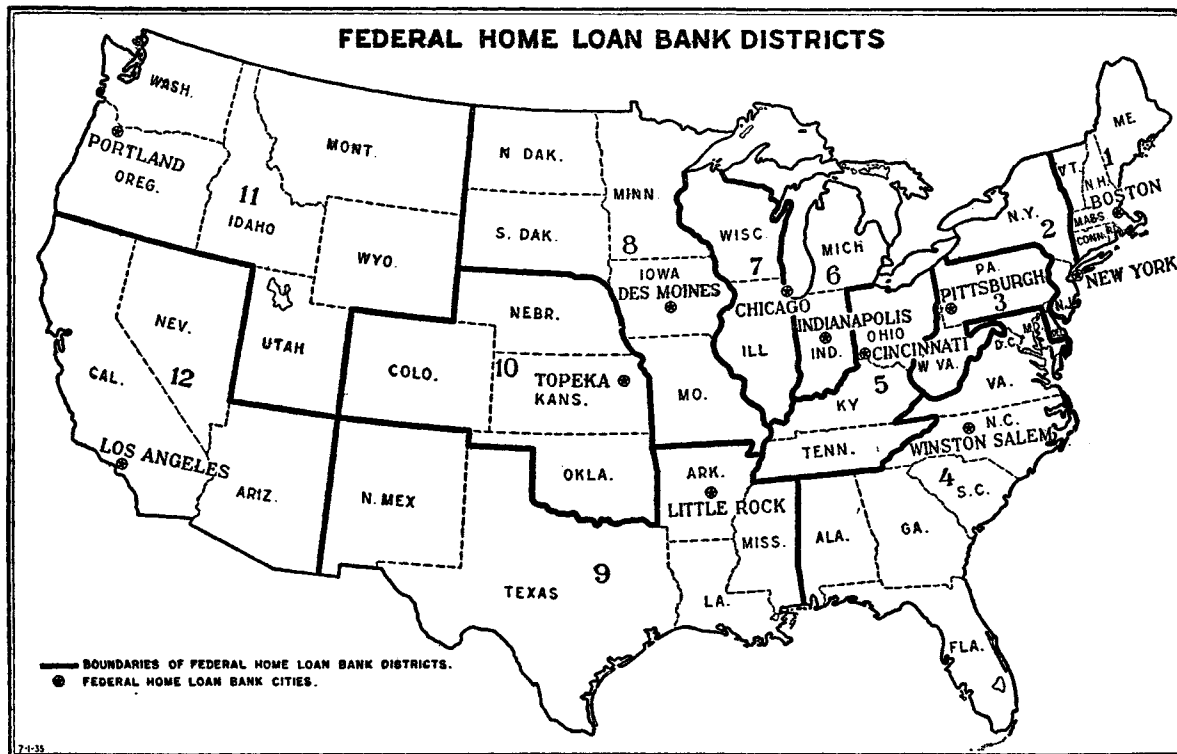 FEDERAL HOME LOAN BANK DISTRICTS
WASH.
PORTLAND
OREG.
MONT.
11
IDAHO
WYO.
N DAK.
S. DAK.
MINN.
8
IOWA
DES MOINES
WISC.
7
CHICAGO
MICH
6
INDIANAPOLIS
IND.
ILL
OHIO
CINCINNATI
5
KY
W VA.
PA.
PITTSBURGH
3
N.Y.
2
NEW YORK
N.J.
ME
1
VT.
N.H.
BOSTON
MASS
CONN.
R.I.
MD.
D.C.
VA.
N.C.
WINSTON SALEM
4
S.C.
TENN.
GA.
ALA.
FLA.
MISS.
ARK.
LITTLE ROCK
LA.
TEXAS
9
OKLA.
MO.
NEBR.
10
TOPEKA
KANS.
COLO.
N. MEX
UTAH
NEV.
12
CAL.
LOS ANGELES
ARIZ.
BOUNDARIES OF FEDERAL HOME LOAN BANK DISTRICTS.
FEDERAL HOME LOAN BANK CITIES.
7-1-35